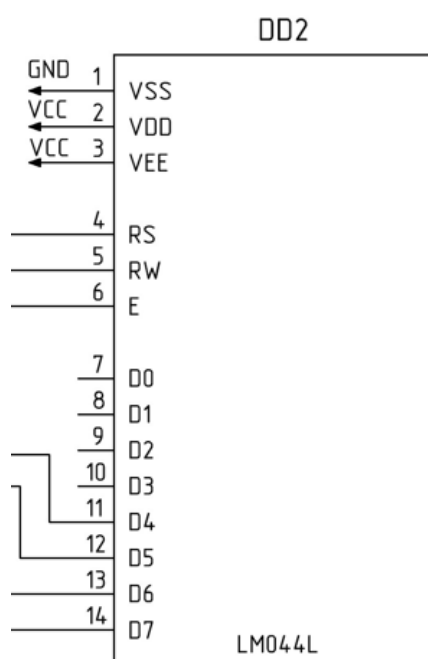 DD2
GND 1 VSS
VCC 2 VDD
VCC 3 VEE
4 RS
5 RW
6 E
7 D0
8 D1
9 D2
10 D3
11 D4
12 D5
13 D6
14 D7
LM044L